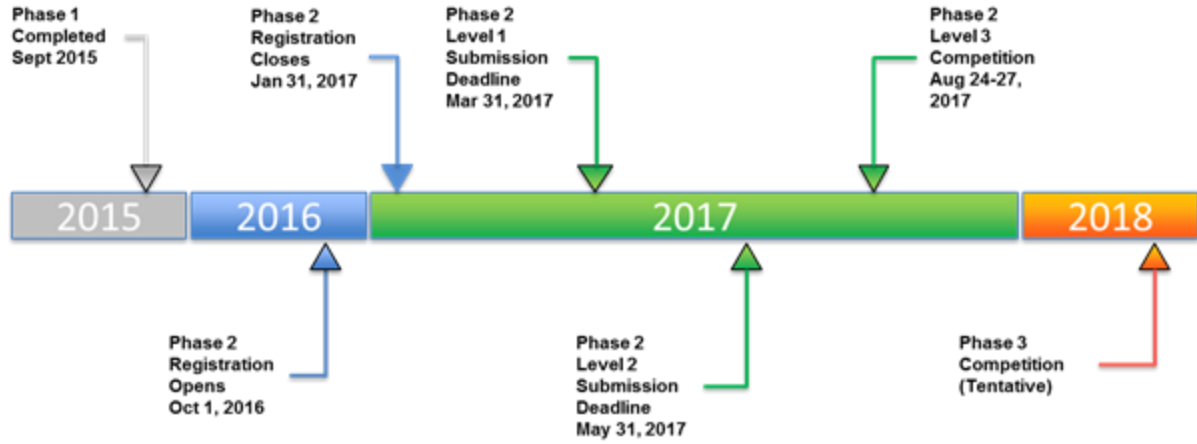 Phase 1
Completed
Sept 2015
Phase 2
Registration
Closes
Jan 31, 2017
Phase 2
Level 1
Submission
Deadline
Mar 31, 2017
Phase 2
Level 3
Competition
Aug 24-27,
2017
2015
2016
2017
2018
Phase 2
Registration
Opens
Oct 1, 2016
Phase 2
Level 2
Submission
Deadline
May 31, 2017
Phase 3
Competition
(Tentative)